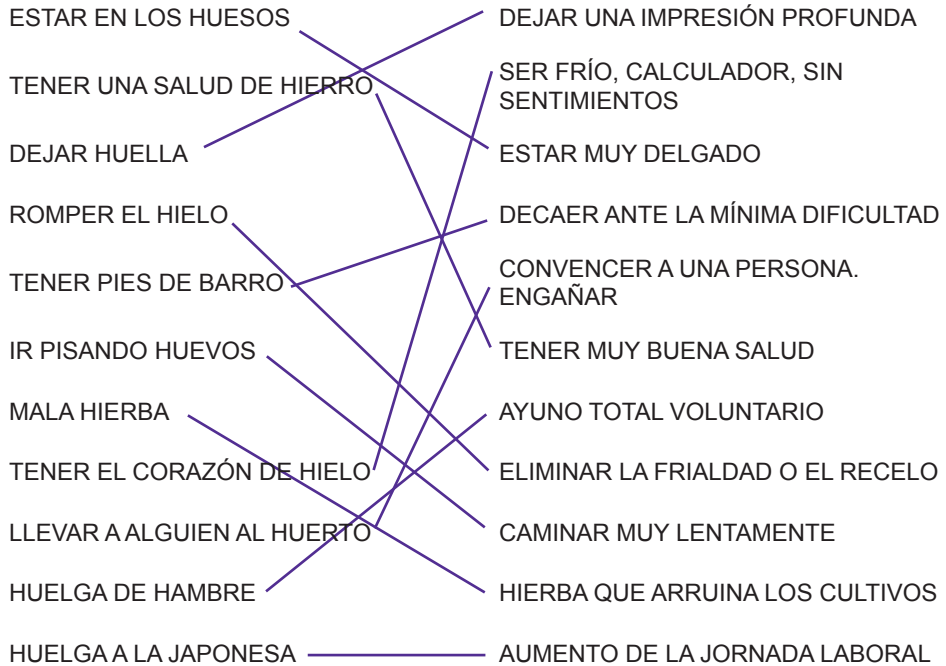 ESTAR EN LOS HUESOS
TENER UNA SALUD DE HIERRO
DEJAR HUELLA
ROMPER EL HIELO
TENER PIES DE BARRO
IR PISANDO HUEVOS
MALA HIERBA
TENER EL CORAZÓN DE HIELO
LLEVAR A ALGUIEN AL HUERTO
HUELGA DE HAMBRE
HUELGA A LA JAPONESA
DEJAR UNA IMPRESIÓN PROFUNDA
SER FRÍO, CALCULADOR, SIN
SENTIMIENTOS
ESTAR MUY DELGADO
DECAER ANTE LA MÍNIMA DIFICULTAD
CONVENCER A UNA PERSONA.
ENGAÑAR
TENER MUY BUENA SALUD
AYUNO TOTAL VOLUNTARIO
ELIMINAR LA FRIALDAD O EL RECELO
CAMINAR MUY LENTAMENTE
HIERBA QUE ARRUINA LOS CULTIVOS
AUMENTO DE LA JORNADA LABORAL